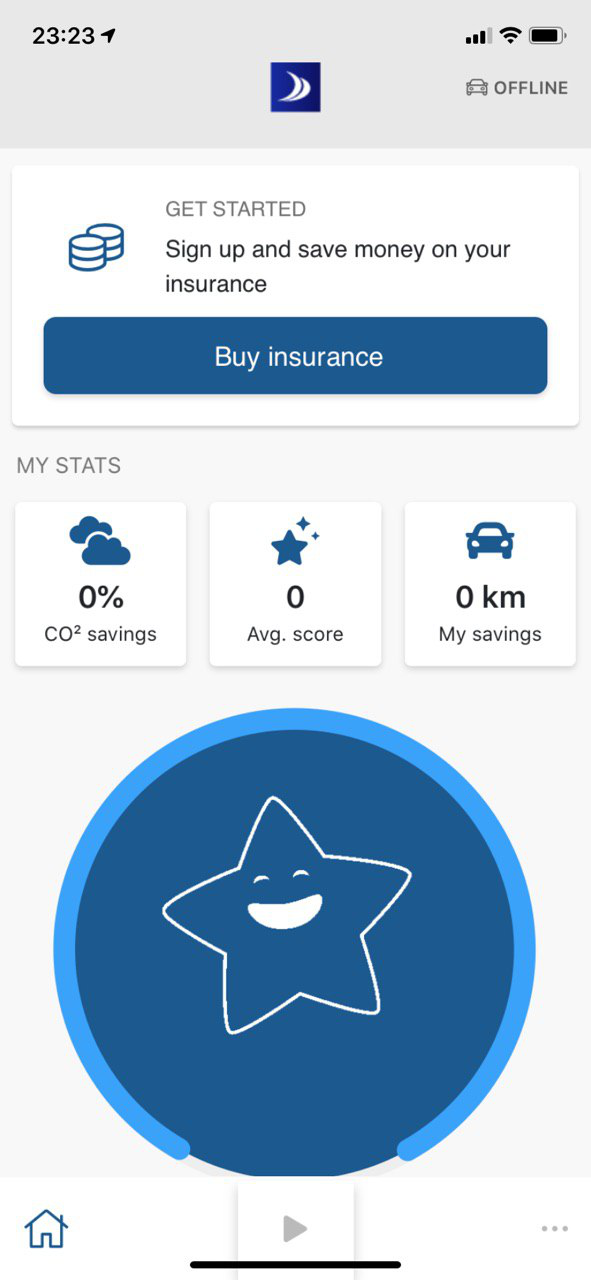 23:23
OFFLINE
GET STARTED
Sign up and save money on your
insurance
Buy insurance
MY STATS
0%
CO² savings
0
Avg. score
0 km
My savings